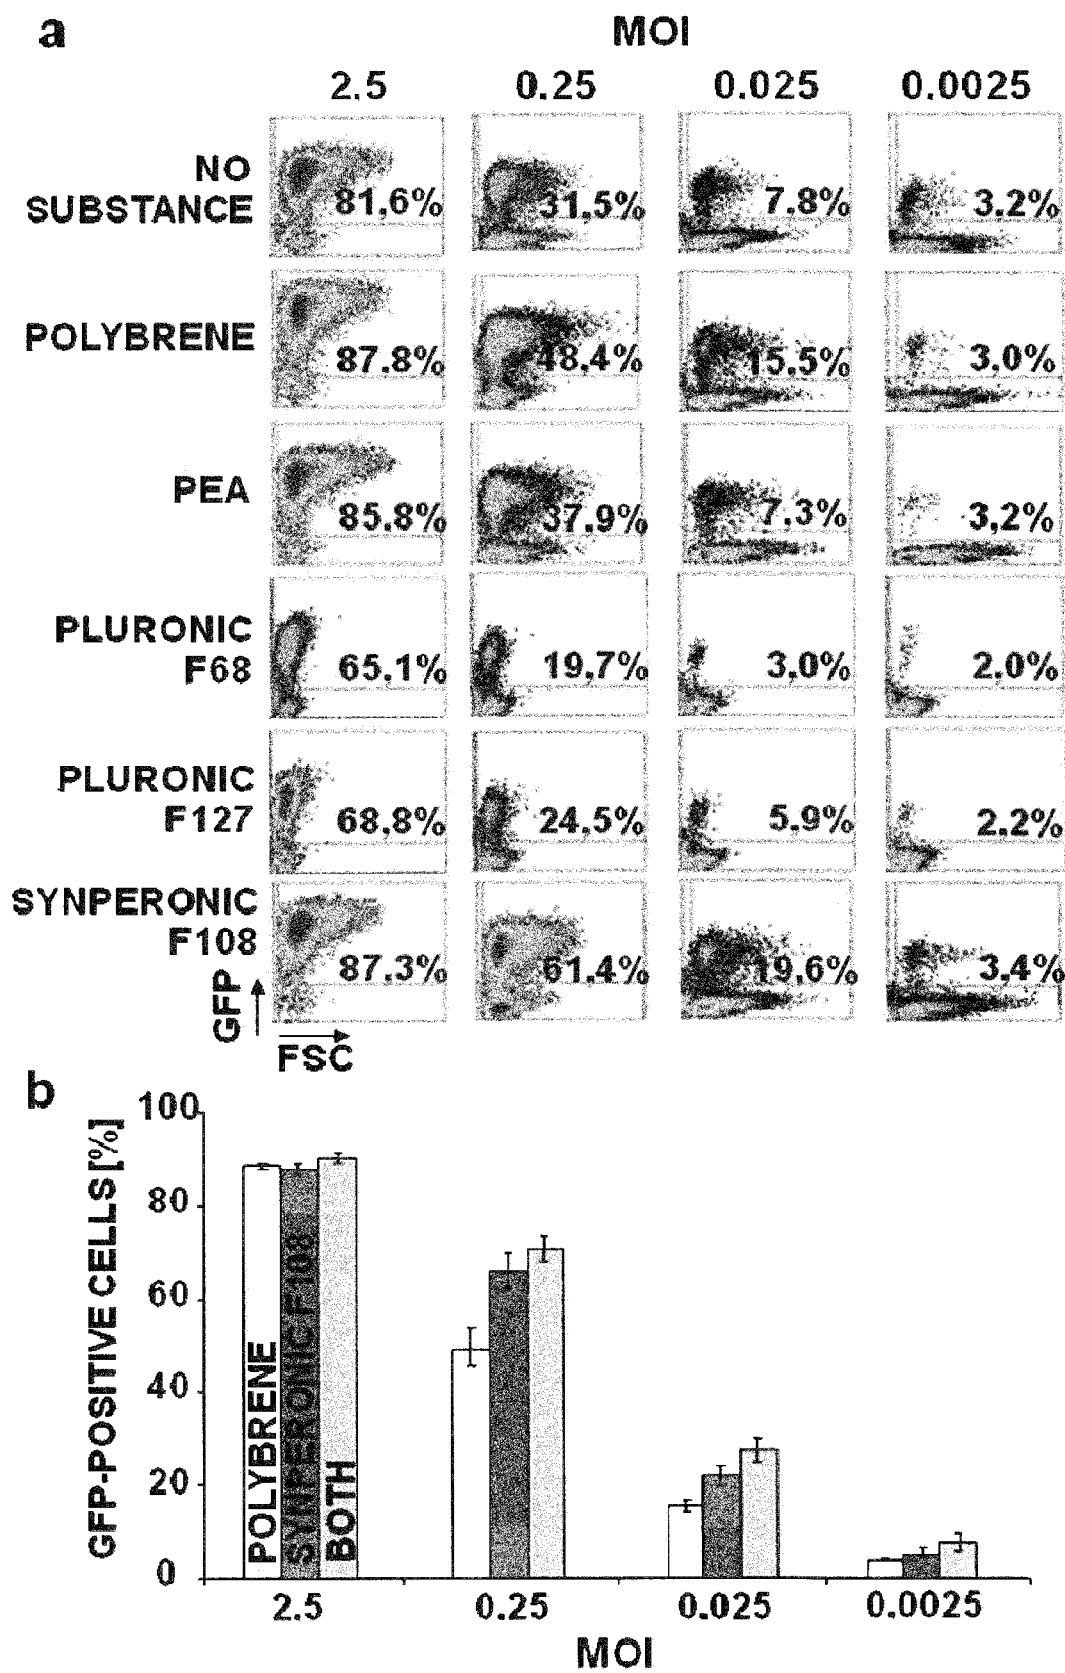 a
MOI
2.5 0.25 0.025 0.0025
NO
SUBSTANCE
81.6% 31.5% 7.8% 3.2%
POLYBRENE
87.8% 48.4% 15.5% 3.0%
PEA
85.8% 37.9% 7.3% 3.2%
PLURONIC
F68
65.1% 19.7% 3.0% 2.0%
PLURONIC
F127
68.8% 24.5% 5.9% 2.2%
SYNPERONIC
F108
87.3% 61.4% 19.6% 3.4%
GFP
FSC
b
GFP-POSITIVE CELLS [%]
100
80
60
40
20
0
POLYBRENE
SYNPERONIC F108
BOTH
2.5 0.25 0.025 0.0025
MOI